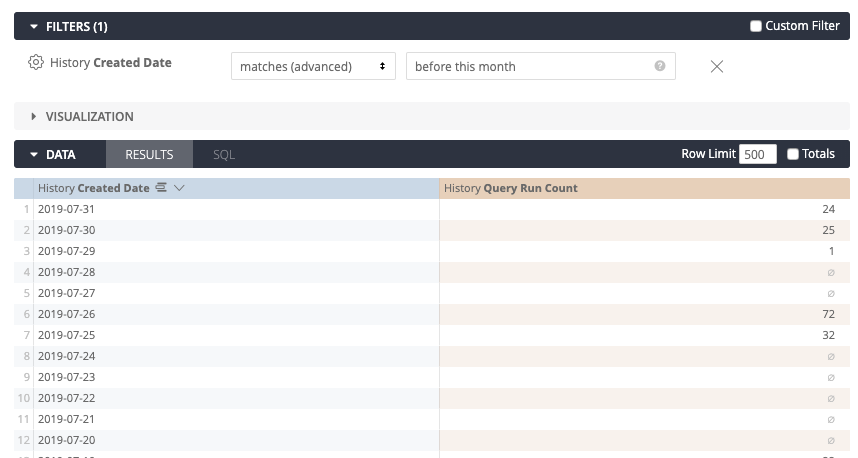 FILTERS (1) Custom Filter
History Created Date matches (advanced) before this month
VISUALIZATION
DATA RESULTS SQL Row Limit 500 Totals
History Created Date History Query Run Count
1 2019-07-31 24
2 2019-07-30 25
3 2019-07-29 1
4 2019-07-28 ∅
5 2019-07-27 ∅
6 2019-07-26 72
7 2019-07-25 32
8 2019-07-24 ∅
9 2019-07-23 ∅
10 2019-07-22 ∅
11 2019-07-21 ∅
12 2019-07-20 ∅